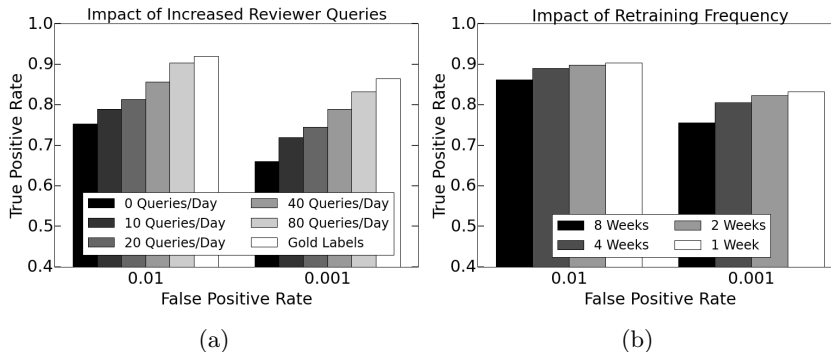 Impact of Increased Reviewer Queries
1.0
0.9
0.8
0.7
0.6
0.5
0.4
True Positive Rate
0 Queries/Day
10 Queries/Day
20 Queries/Day
40 Queries/Day
80 Queries/Day
Gold Labels
0.01
0.001
False Positive Rate
(a)
Impact of Retraining Frequency
1.0
0.9
0.8
0.7
0.6
0.5
0.4
True Positive Rate
8 Weeks
4 Weeks
2 Weeks
1 Week
0.01
0.001
False Positive Rate
(b)